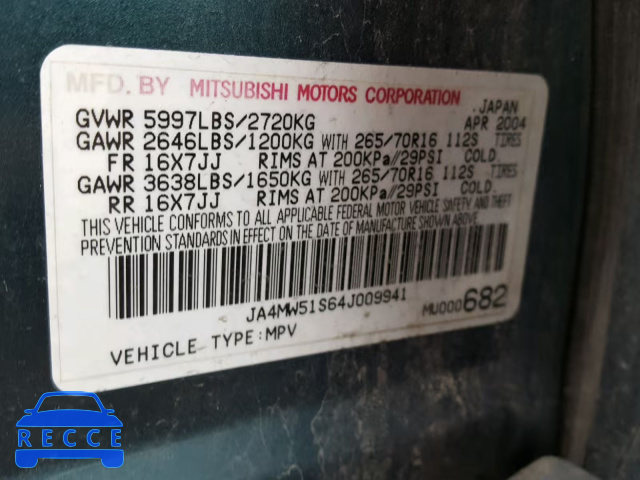 MFD. BY MITSUBISHI MOTORS CORPORATION
JAPAN
GVWR 5997LBS/2720KG APR 2004
GAWR 2646LBS/1200KG WITH 265/70R16 112S TIRES
FR 16X7JJ RIMS AT 200KPa/29PSI COLD.
GAWR 3638LBS/1650KG WITH 265/70R16 112S TIRES
RR 16X7JJ RIMS AT 200KPa/29PSI COLD.
THIS VEHICLE CONFORMS TO ALL APPLICABLE FEDERAL MOTOR VEHICLE SAFETY AND THEFT
PREVENTION STANDARDS IN EFFECT ON THE DATE OF MANUFACTURE SHOWN ABOVE.
JA4MW51S64J009941
MU000682
VEHICLE TYPE:MPV
RECCE